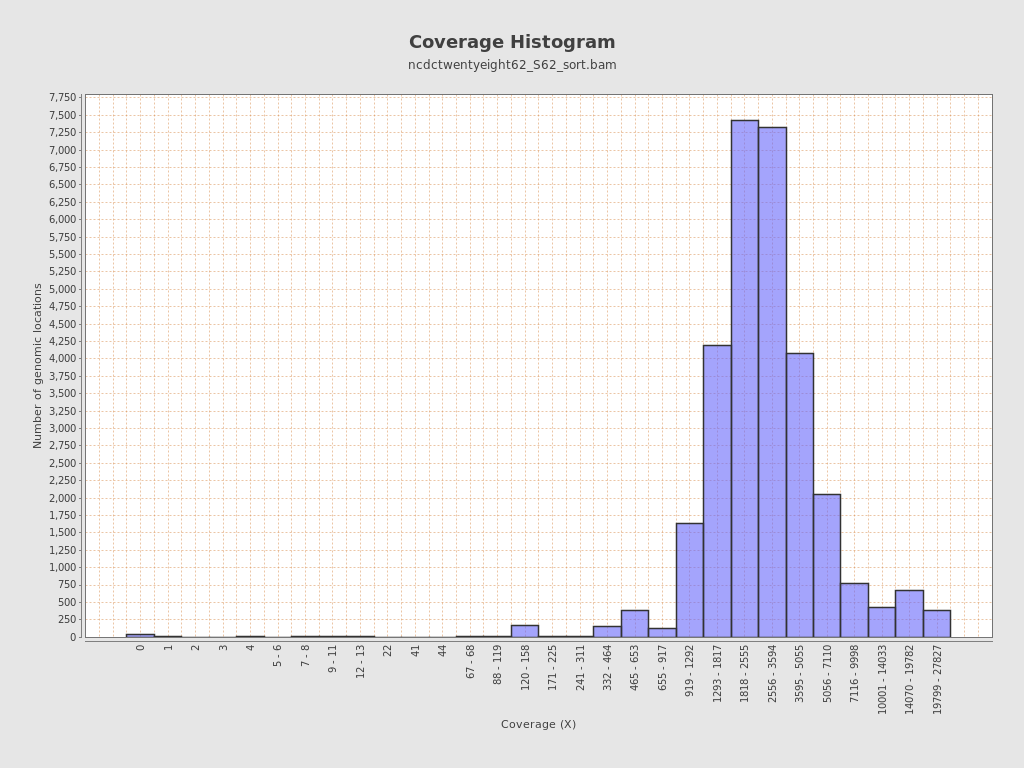 Coverage Histogram
ncdctwentyeight62_S62_sort.bam
7,750
7,500
7,250
7,000
6,750
6,500
6,250
6,000
5,750
5,500
5,250
5,000
4,750
4,500
4,250
4,000
3,750
3,500
3,250
3,000
2,750
2,500
2,250
2,000
1,750
1,500
1,250
1,000
750
500
250
0
Number of genomic locations
0
1
2
3
4
5 - 6
7 - 8
9 - 11
12 - 13
22
41
44
67 - 68
88 - 119
120 - 158
171 - 225
241 - 311
332 - 464
465 - 653
655 - 917
919 - 1292
1293 - 1817
1818 - 2555
2556 - 3594
3595 - 5055
5056 - 7110
7116 - 9998
10001 - 14033
14070 - 19782
19799 - 27827
Coverage (X)